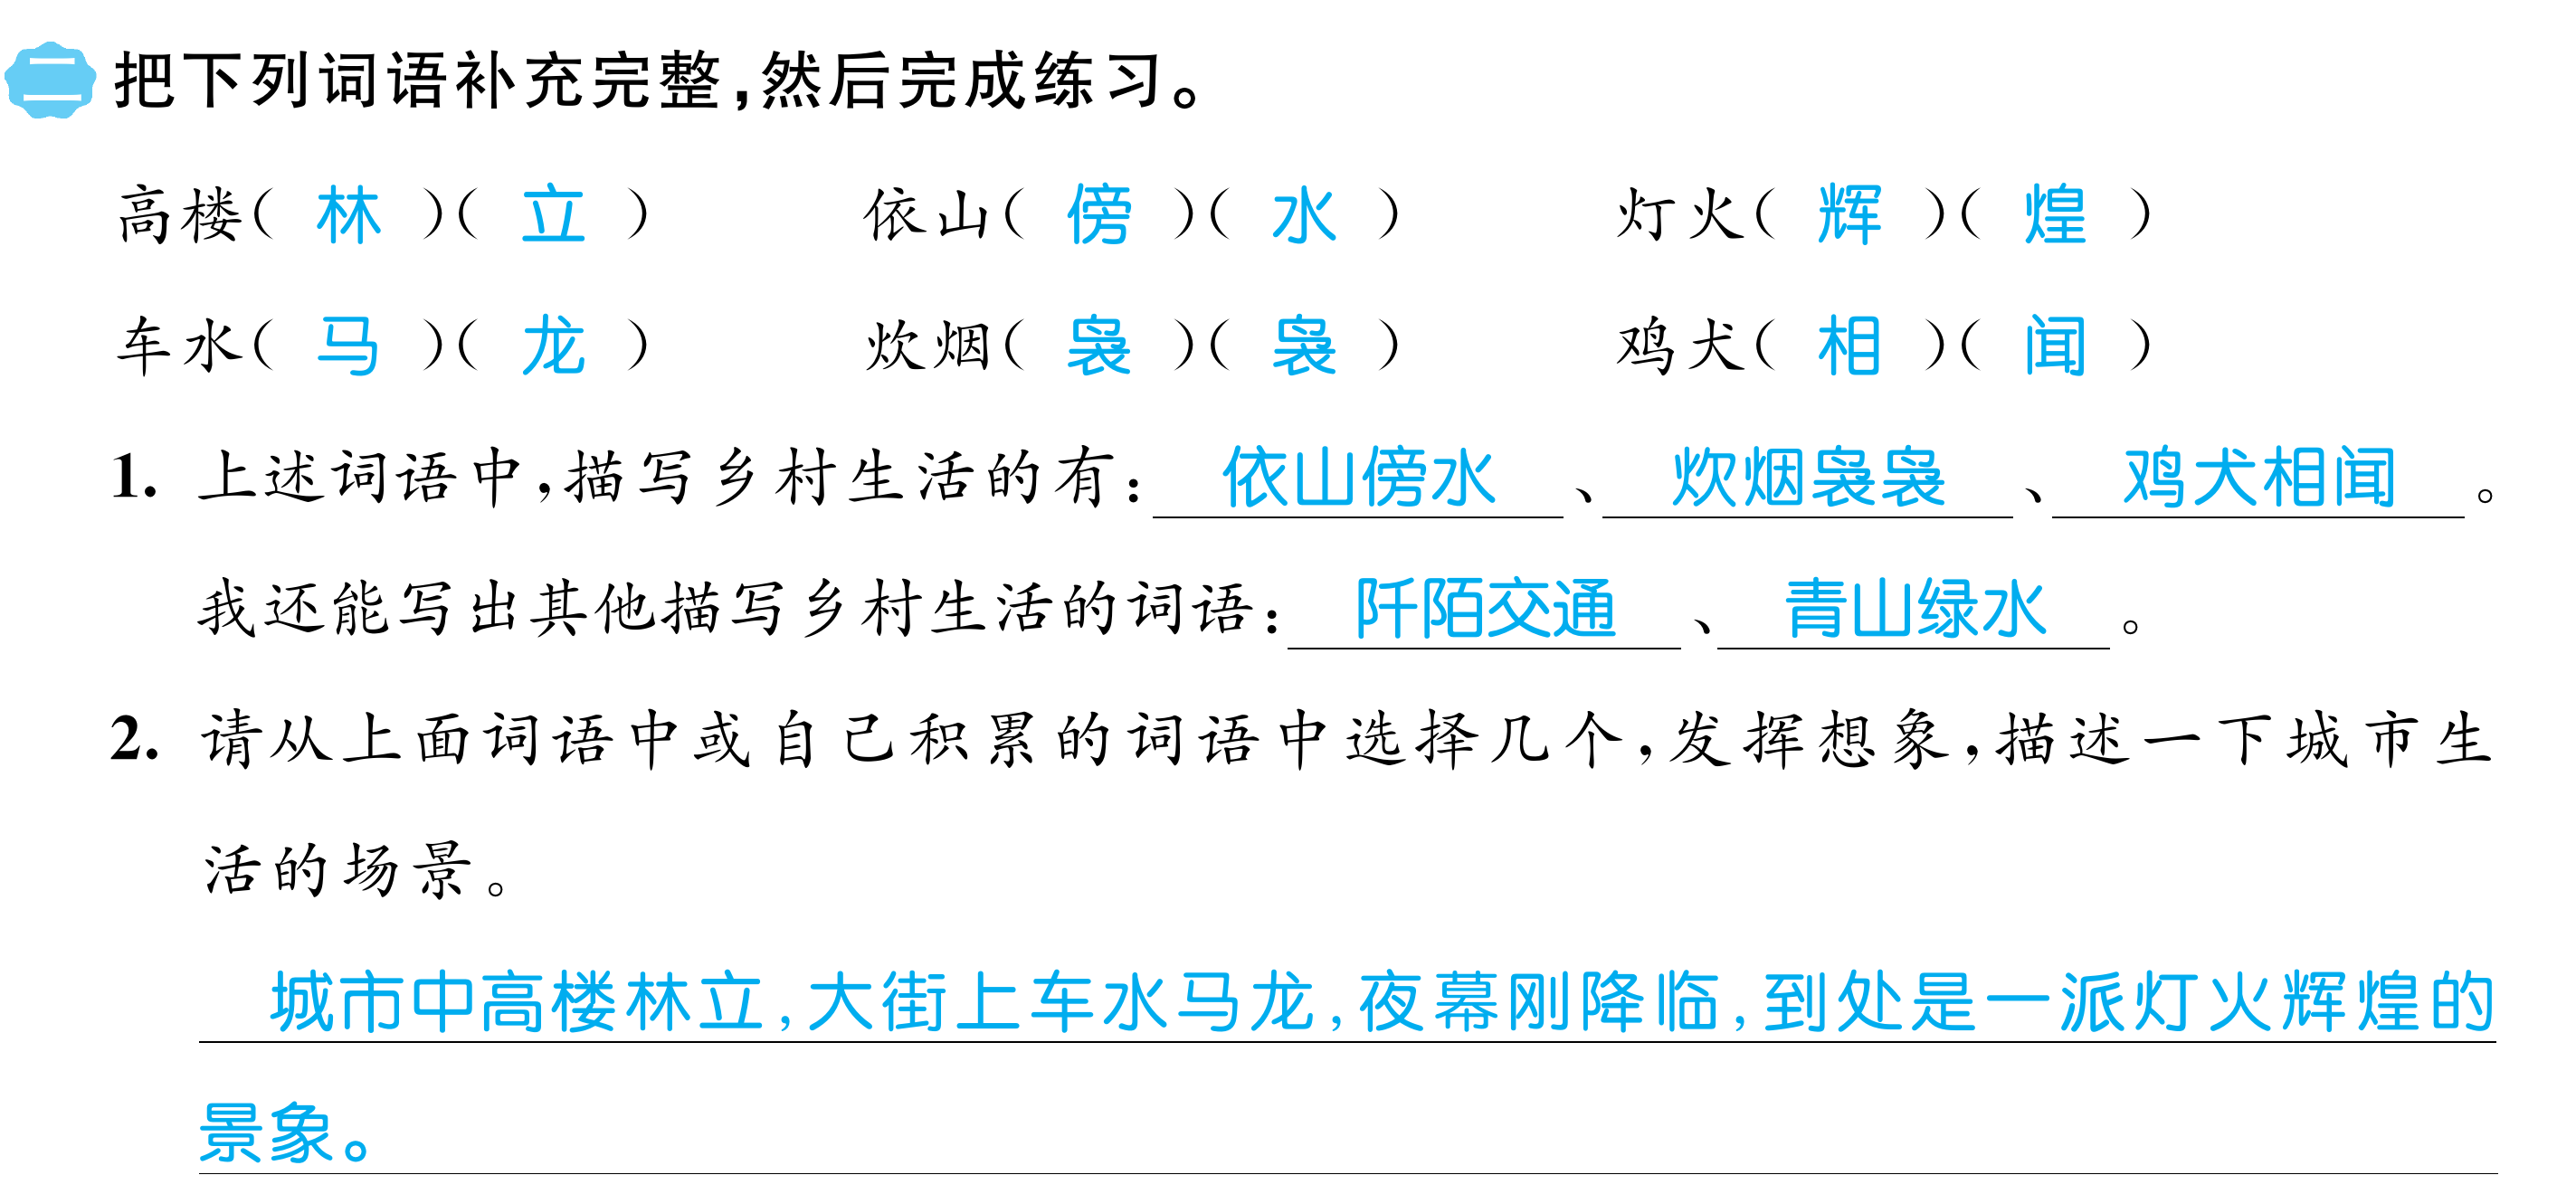 二 把下列词语补充完整,然后完成练习。
高楼( 林 )( 立 ) 依山( 傍 )( 水 ) 灯火( 辉 )( 煌 )
车水( 马 )( 龙 ) 炊烟( 袅 )( 袅 ) 鸡犬( 相 )( 闻 )
1. 上述词语中,描写乡村生活的有: 依山傍水 、 炊烟袅袅 、 鸡犬相闻 。
我还能写出其他描写乡村生活的词语: 阡陌交通 、 青山绿水 。
2. 请从上面词语中或自己积累的词语中选择几个,发挥想象,描述一下城市生
活的场景。
城市中高楼林立,大街上车水马龙,夜幕刚降临,到处是一派灯火辉煌的
景象。